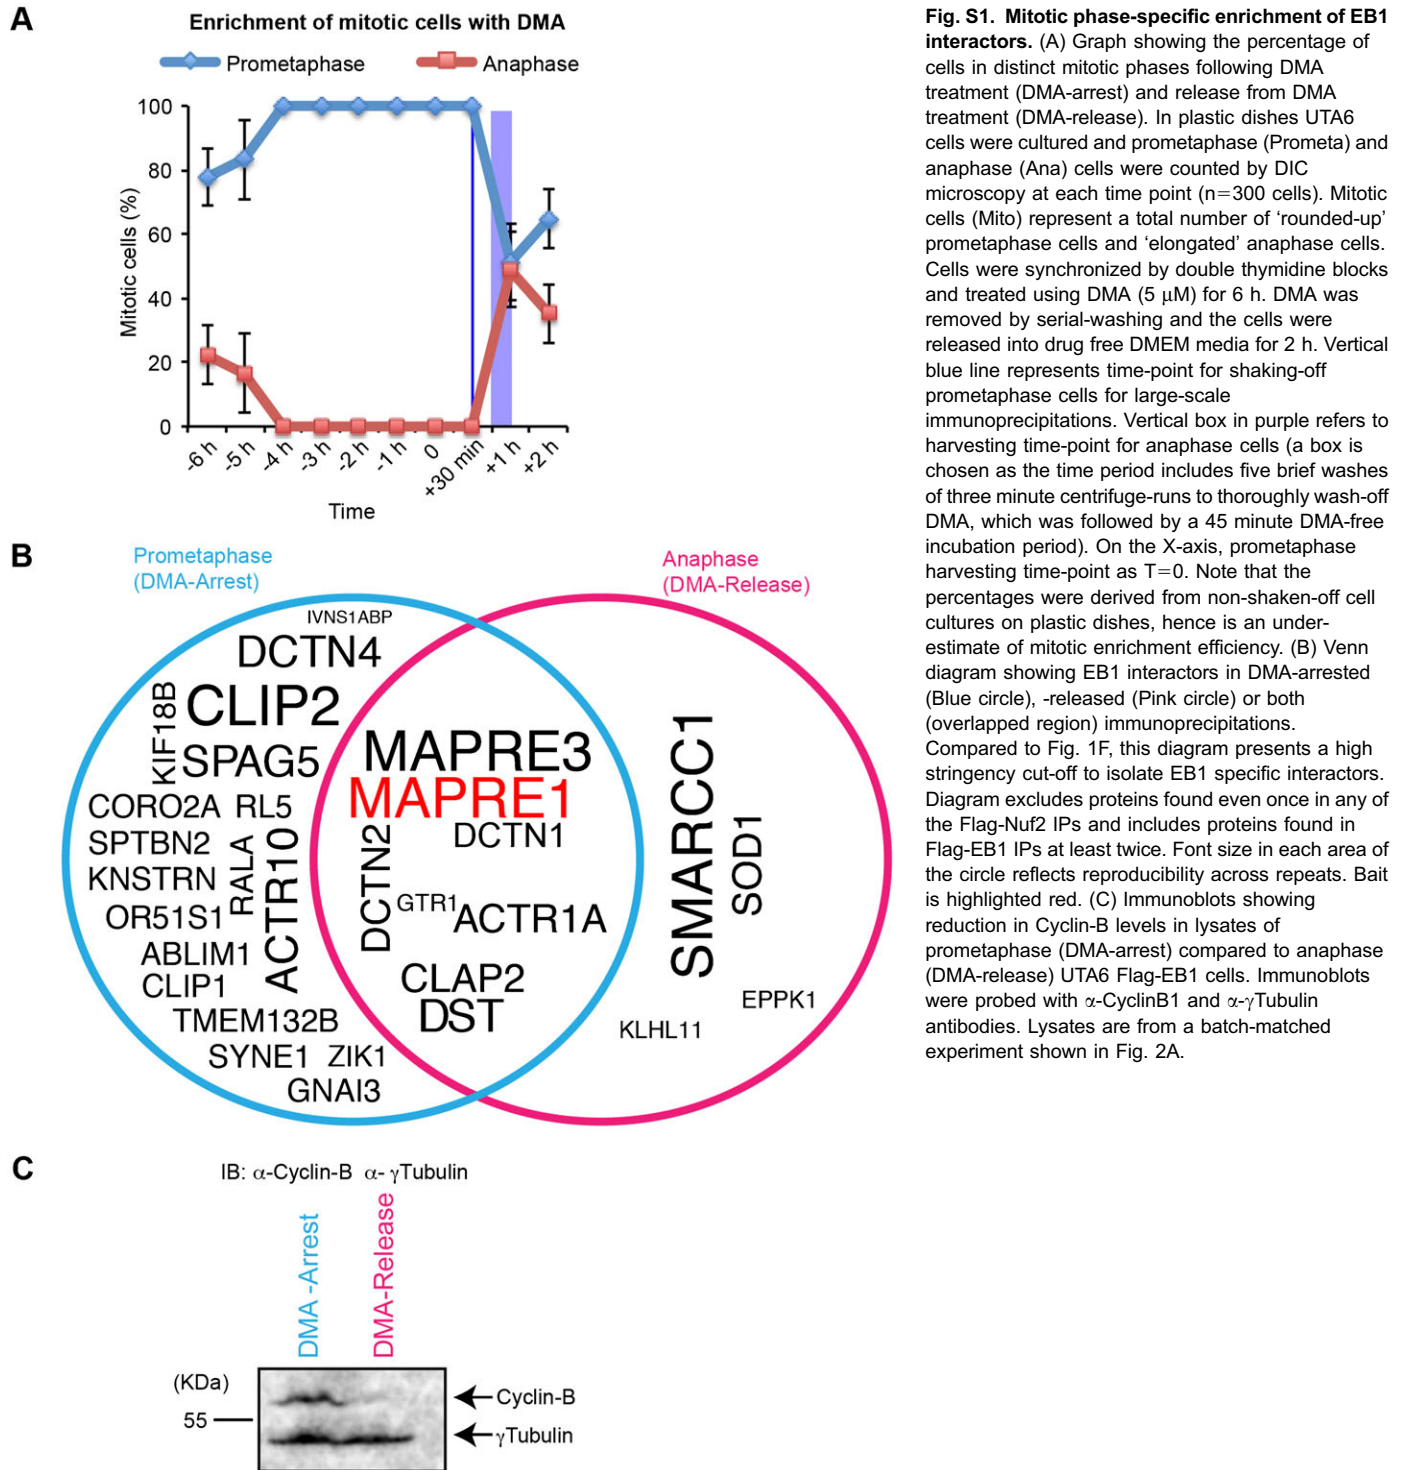 A
Enrichment of mitotic cells with DMA
Prometaphase
Anaphase
Mitotic cells (%)
100
80
60
40
20
0
-6 h
-5 h
-4 h
-3 h
-2 h
-1 h
0
+30 min
+1 h
+2 h
Time
B
Prometaphase
(DMA-Arrest)
Anaphase
(DMA-Release)
IVNS1ABP
DCTN4
KIF18B
CLIP2
SPAG5
CORO2A RL5
SPTBN2
KNSTRN
RALA
ACTR10
OR51S1
ABLIM1
CLIP1
TMEM132B
SYNE1 ZIK1
GNAI3
MAPRE3
MAPRE1
DCTN2
DCTN1
GTR1
ACTR1A
CLAP2
DST
SMARCC1
SOD1
EPPK1
KLHL11
C
IB: α-Cyclin-B α- γTubulin
DMA -Arrest
DMA-Release
(KDa)
55
Cyclin-B
γTubulin
Fig. S1. Mitotic phase-specific enrichment of EB1
interactors. (A) Graph showing the percentage of
cells in distinct mitotic phases following DMA
treatment (DMA-arrest) and release from DMA
treatment (DMA-release). In plastic dishes UTA6
cells were cultured and prometaphase (Prometa) and
anaphase (Ana) cells were counted by DIC
microscopy at each time point (n=300 cells). Mitotic
cells (Mito) represent a total number of ‘rounded-up’
prometaphase cells and ‘elongated’ anaphase cells.
Cells were synchronized by double thymidine blocks
and treated using DMA (5 μM) for 6 h. DMA was
removed by serial-washing and the cells were
released into drug free DMEM media for 2 h. Vertical
blue line represents time-point for shaking-off
prometaphase cells for large-scale
immunoprecipitations. Vertical box in purple refers to
harvesting time-point for anaphase cells (a box is
chosen as the time period includes five brief washes
of three minute centrifuge-runs to thoroughly wash-off
DMA, which was followed by a 45 minute DMA-free
incubation period). On the X-axis, prometaphase
harvesting time-point as T=0. Note that the
percentages were derived from non-shaken-off cell
cultures on plastic dishes, hence is an under-
estimate of mitotic enrichment efficiency. (B) Venn
diagram showing EB1 interactors in DMA-arrested
(Blue circle), -released (Pink circle) or both
(overlapped region) immunoprecipitations.
Compared to Fig. 1F, this diagram presents a high
stringency cut-off to isolate EB1 specific interactors.
Diagram excludes proteins found even once in any of
the Flag-Nuf2 IPs and includes proteins found in
Flag-EB1 IPs at least twice. Font size in each area of
the circle reflects reproducibility across repeats. Bait
is highlighted red. (C) Immunoblots showing
reduction in Cyclin-B levels in lysates of
prometaphase (DMA-arrest) compared to anaphase
(DMA-release) UTA6 Flag-EB1 cells. Immunoblots
were probed with α-CyclinB1 and α-γTubulin
antibodies. Lysates are from a batch-matched
experiment shown in Fig. 2A.